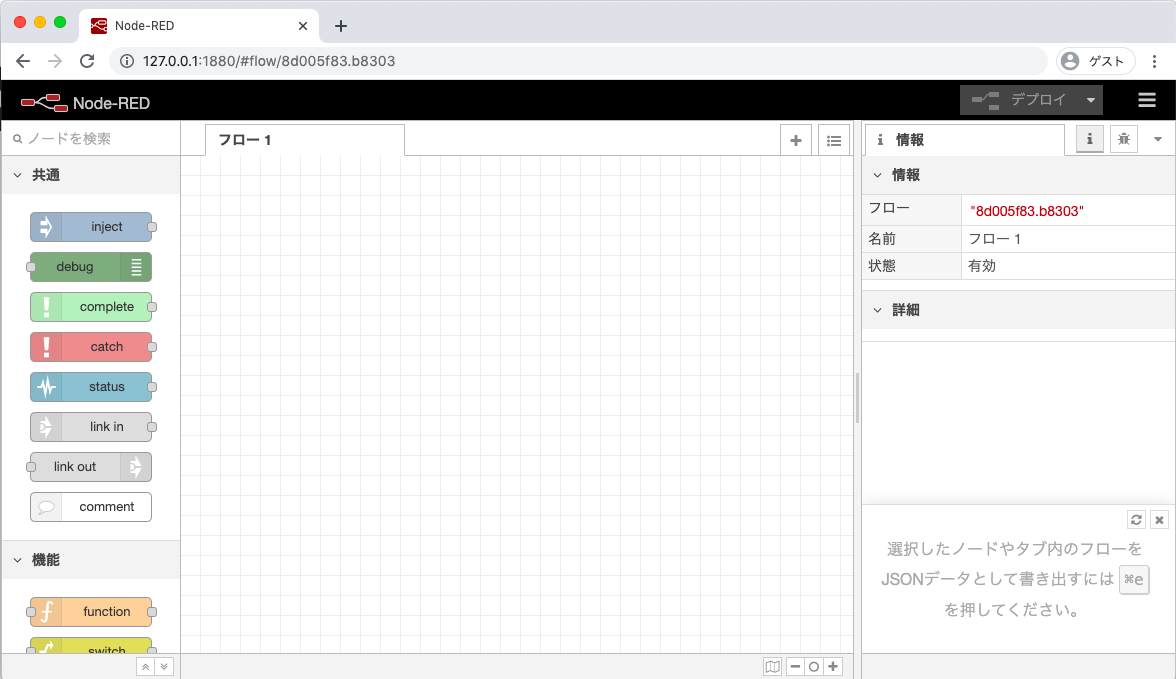 Node-RED
127.0.0.1:1880/#flow/8d005f83.b8303
ゲスト
Node-RED
デプロイ
ノードを検索
フロー 1
情報
共通
inject
debug
complete
catch
status
link in
link out
comment
機能
function
switch
情報
フロー
"8d005f83.b8303"
名前
フロー 1
状態
有効
詳細
選択したノードやタブ内のフローを
JSONデータとして書き出すには ⌘e
を押してください。